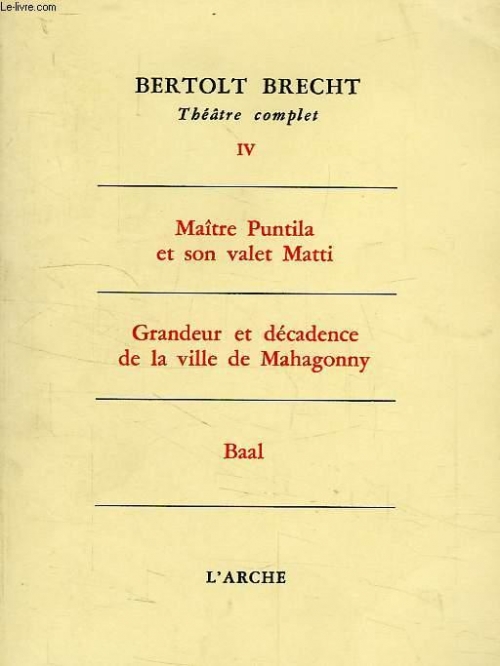 Le-livre.com
BERTOLT BRECHT
Théâtre complet
IV
Maître Puntila
et son valet Matti
Grandeur et décadence
de la ville de Mahagonny
Baal
L'ARCHE